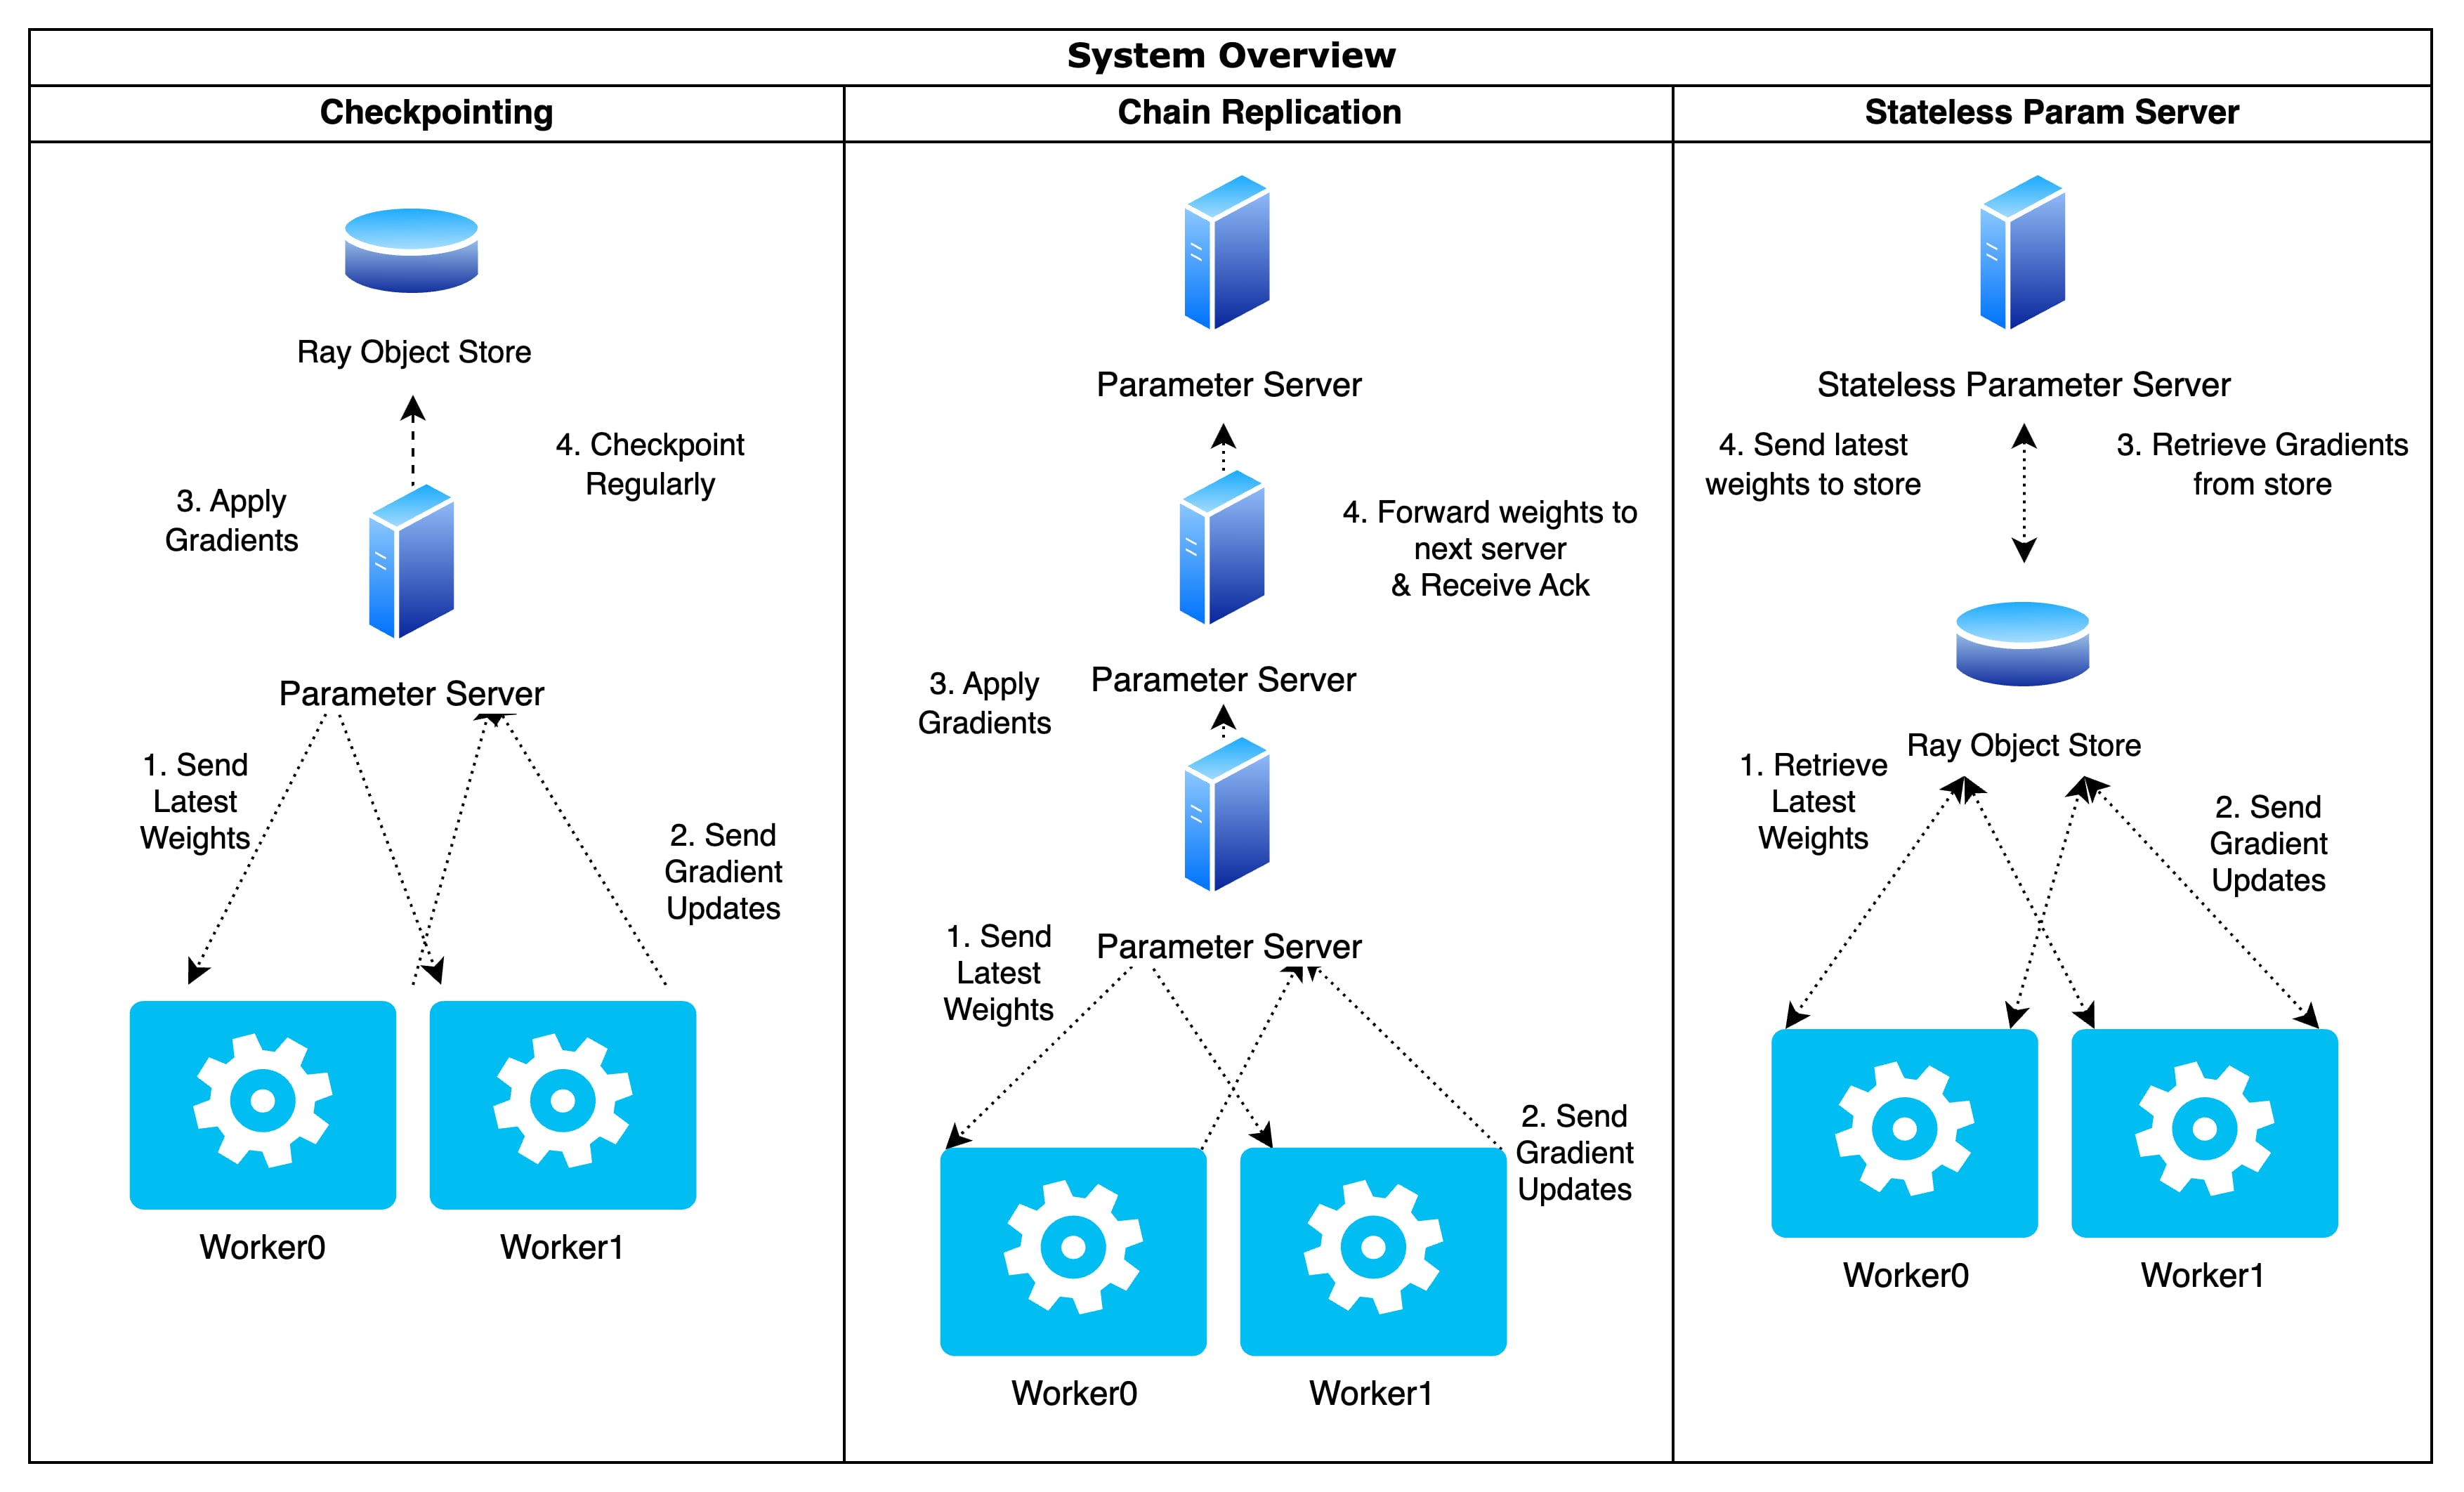 System Overview
Checkpointing
Chain Replication
Stateless Param Server
Ray Object Store
4. Checkpoint
Regularly
3. Apply
Gradients
Parameter Server
1. Send
Latest
Weights
2. Send
Gradient
Updates
Worker0
Worker1
Parameter Server
4. Forward weights to
next server
& Receive Ack
Parameter Server
3. Apply
Gradients
Parameter Server
1. Send
Latest
Weights
2. Send
Gradient
Updates
Worker0
Worker1
Stateless Parameter Server
4. Send latest
weights to store
3. Retrieve Gradients
from store
Ray Object Store
1. Retrieve
Latest
Weights
2. Send
Gradient
Updates
Worker0
Worker1